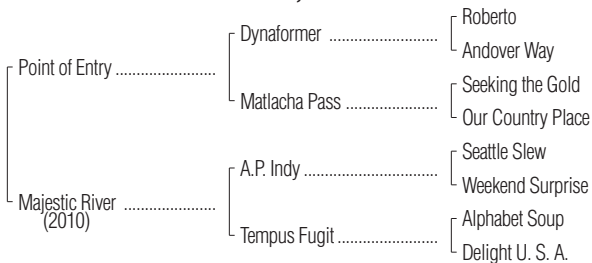 Roberto
Dynaformer ....................
Andover Way
Point of Entry ........................
Seeking the Gold
Matlacha Pass ......................
Our Country Place
Seattle Slew
A.P. Indy ................................
Weekend Surprise
Majestic River ......................
(2010)
Alphabet Soup
Tempus Fugit ........................
Delight U. S. A.